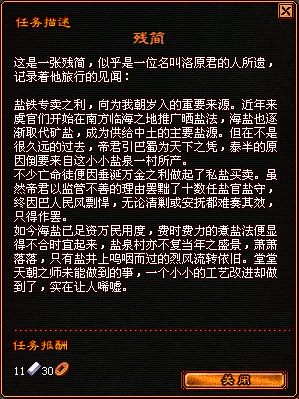 任务描述
残简
这是一张残简，似乎是一位名叫洛原君的人所遗，
记录着他旅行的见闻：
盐铁专卖之利，向为我朝岁入的重要来源。近年来
虞官们开始在南方临海之地推广晒盐法，海盐也逐
渐取代矿盐，成为供给中土的主要盐源。但在不是
很久远的过去，帝君引巴蜀为天下之凭，泰半的原
因倒要来自这小小盐泉一村所产。
不少亡命徒便因垂涎万金之利做起了私盐买卖。虽
然帝君以监管不善的理由罢黜了十数任盐官盐守，
终因巴人民风剽悍，无论清剿或安抚都难奏其效，
只得作罢。
如今海盐已足资万民用度，费时费力的煮盐法便显
得不合时宜起来，盐泉村亦不复当年之盛景，萧萧
落落，只有盐井上呜咽而过的烈风流转依旧。堂堂
天朝之师未能做到的事，一个小小的工艺改进却做
到了，实在让人唏嘘。
任务报酬
11 30
关闭